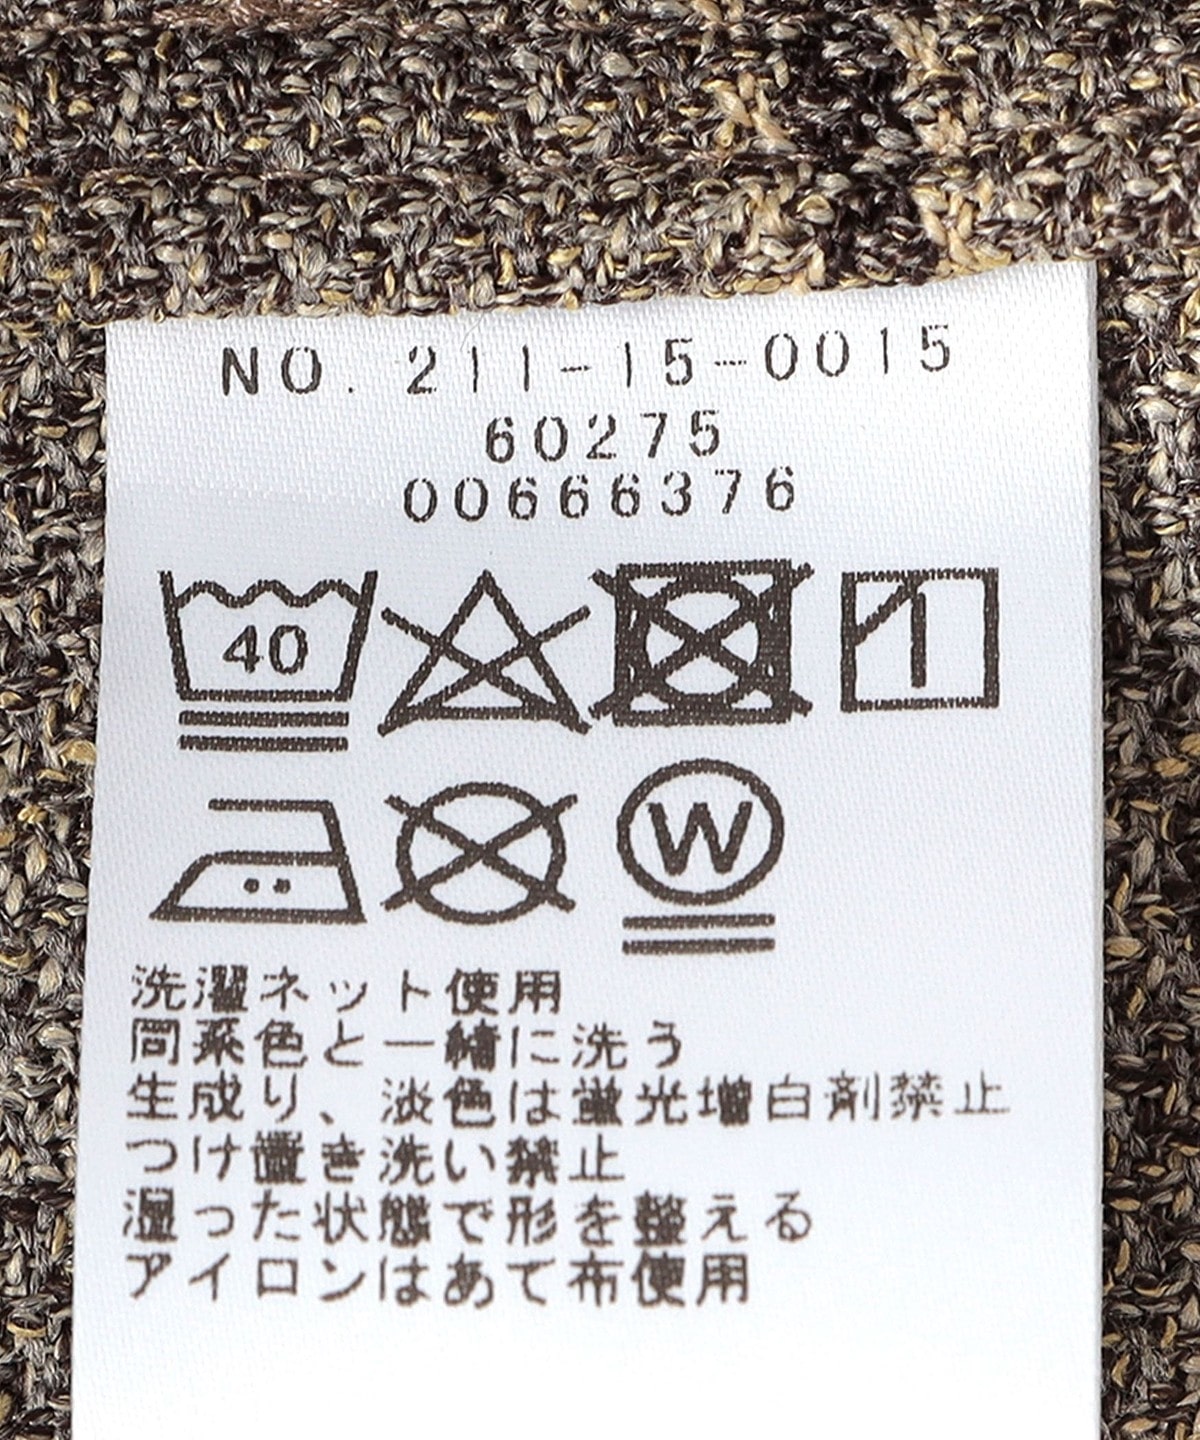 NO. 211-15-0015
60275
00666376
40
W
洗濯ネット使用
同系色と一緒に洗う
生成り、淡色は蛍光増白剤禁止
つけ置き洗い禁止
湿った状態で形を整える
アイロンはあて布使用